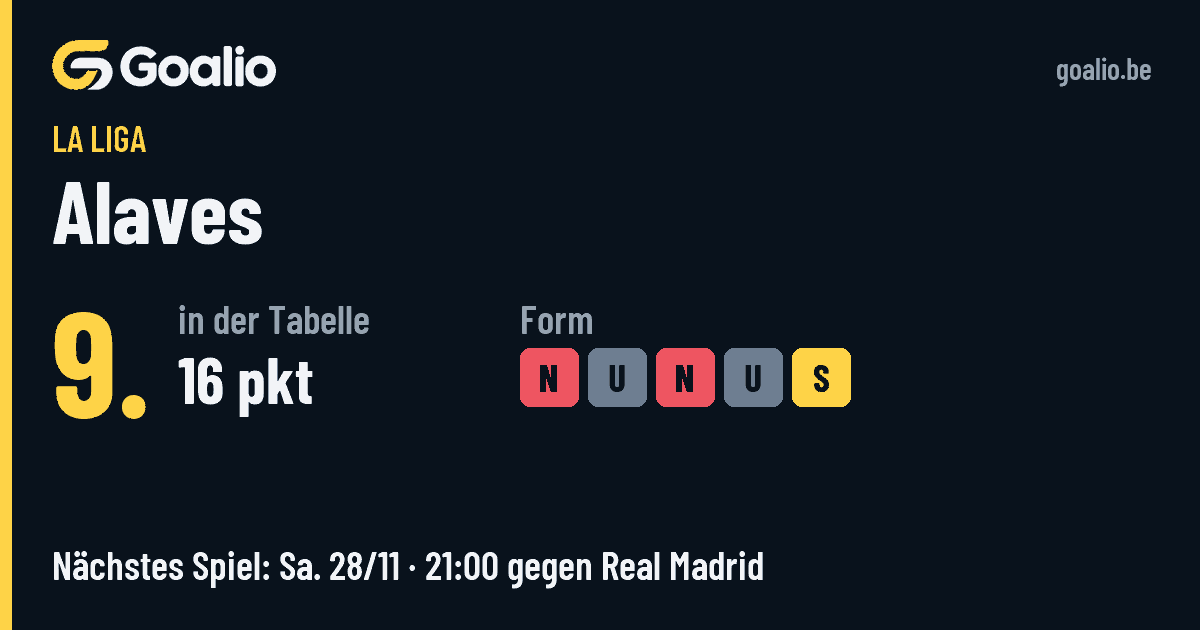 Goalio
goalio.be
LA LIGA
Alaves
9.
in der Tabelle
16 pkt
Form
N U N U S
Nächstes Spiel: Sa. 28/11 · 21:00 gegen Real Madrid